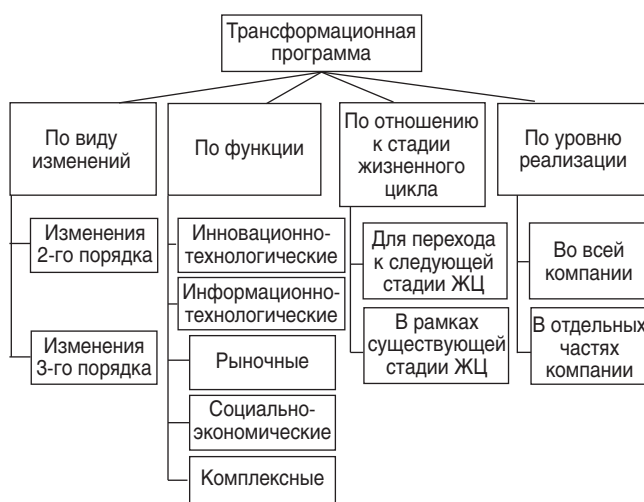 Трансформационная
программа
По виду
изменений
По функции
По отношению
к стадии
жизненного
цикла
По уровню
реализации
Изменения
2-го порядка
Изменения
3-го порядка
Инновационно-
технологические
Информационно-
технологические
Рыночные
Социально-
экономические
Комплексные
Для перехода
к следующей
стадии ЖЦ
В рамках
существующей
стадии ЖЦ
Во всей
компании
В отдельных
частях
компании